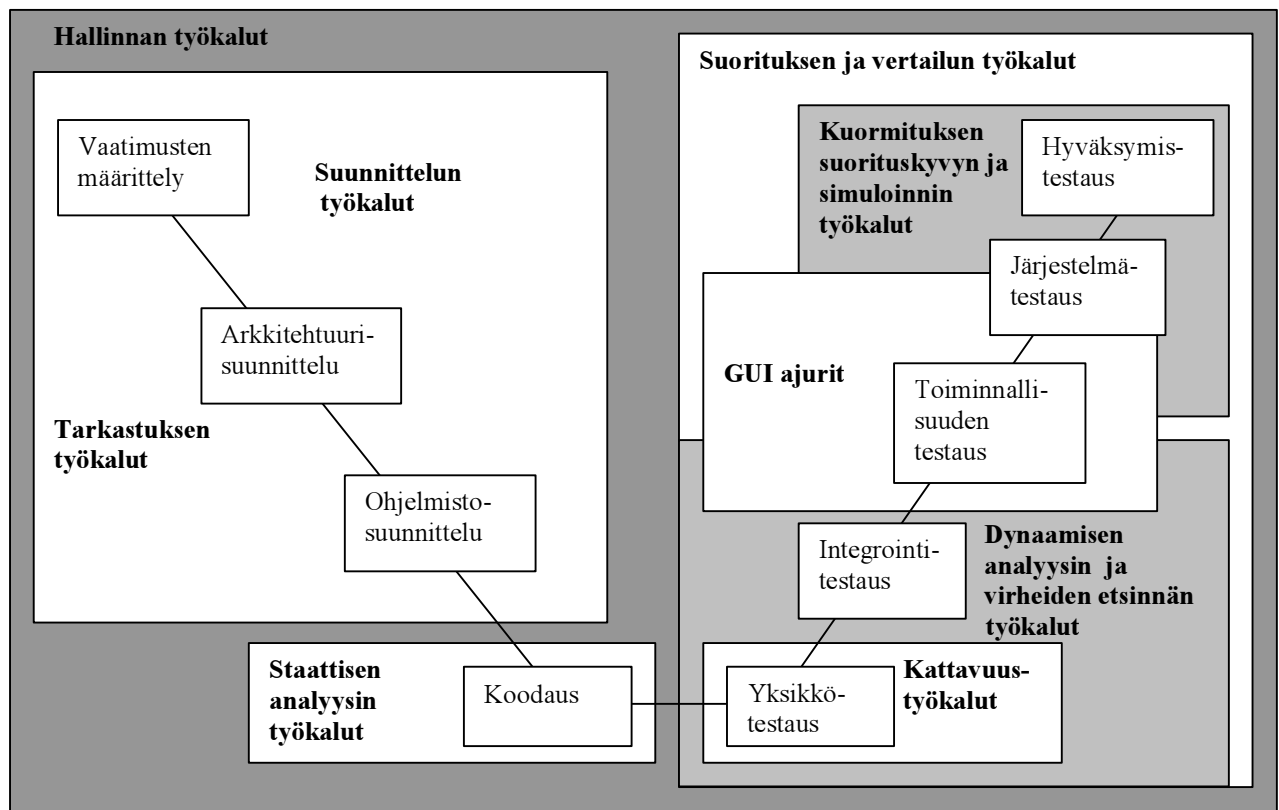 Hallinnan työkalut
Vaatimusten
määrittely
Suunnittelun
työkalut
Arkkitehtuuri-
suunnittelu
Tarkastuksen
työkalut
Ohjelmisto-
suunnittelu
Staattisen
analyysin
työkalut
Koodaus
Suorituksen ja vertailun työkalut
Kuormituksen
suorituskyvyn ja
simuloinnin
työkalut
Hyväksymis-
testaus
Järjestelmä-
testaus
GUI ajurit
Toiminnalli-
suuden
testaus
Integrointi-
testaus
Dynaamisen
analyysin ja
virheiden etsinnän
työkalut
Yksikkö-
testaus
Kattavuus-
työkalut